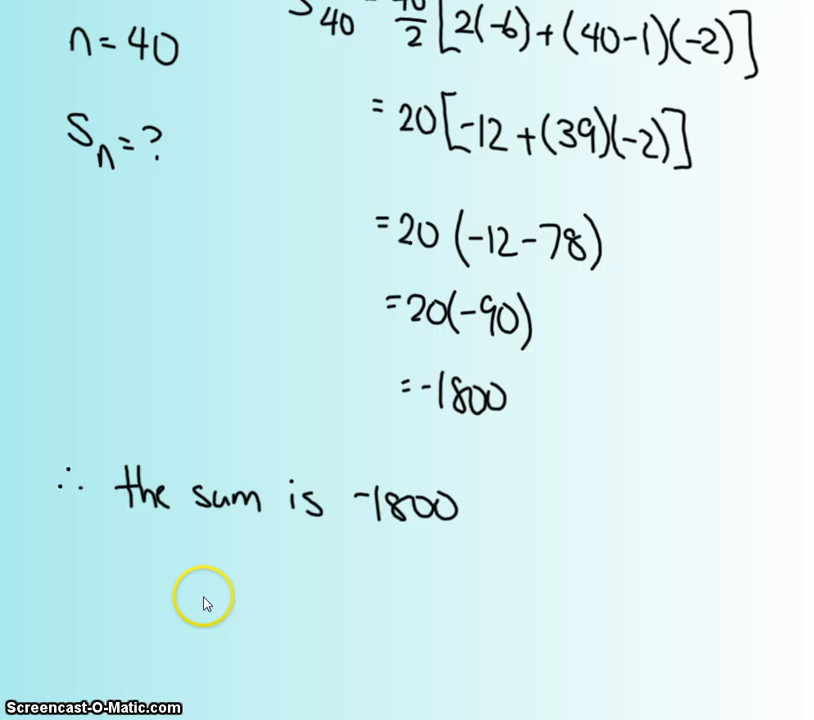 n = 40
S₄₀ 40/2 [2(-6) + (40-1)(-2)]
Sₙ = ?
= 20[-12 + (39)(-2)]
= 20 (-12 - 78)
= 20(-90)
= -1800
∴ the sum is -1800
Screencast-O-Matic.com